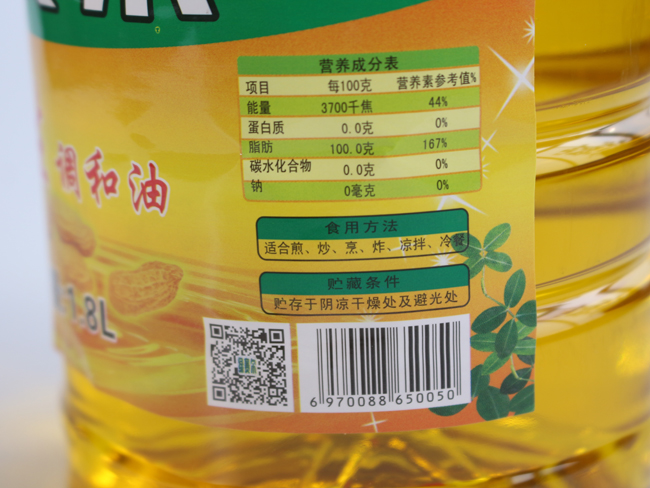 营养成分表
项目 每100克 营养素参考值%
能量 3700千焦 44%
蛋白质 0.0克 0%
脂肪 100.0克 167%
碳水化合物 0.0克 0%
钠 0毫克 0%
调和油
食用方法
适合煎、炒、烹、炸、凉拌、冷餐
贮藏条件
贮存于阴凉干燥处及避光处
1.8L
6 970088 650050